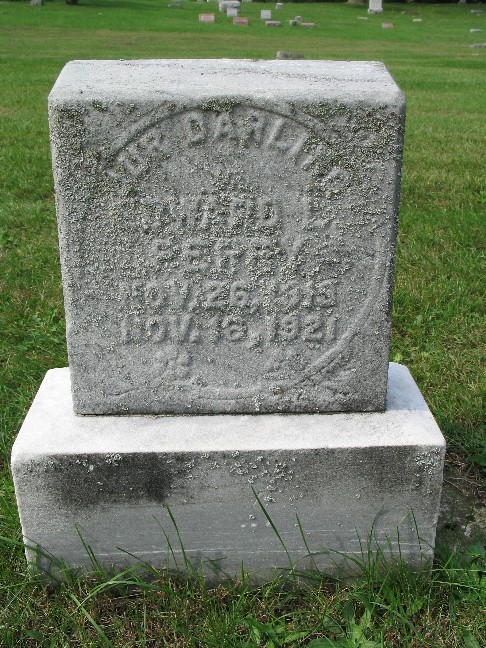 OUR DARLING
PERRY
NOV. 26, 1913
NOV. 16, 1921